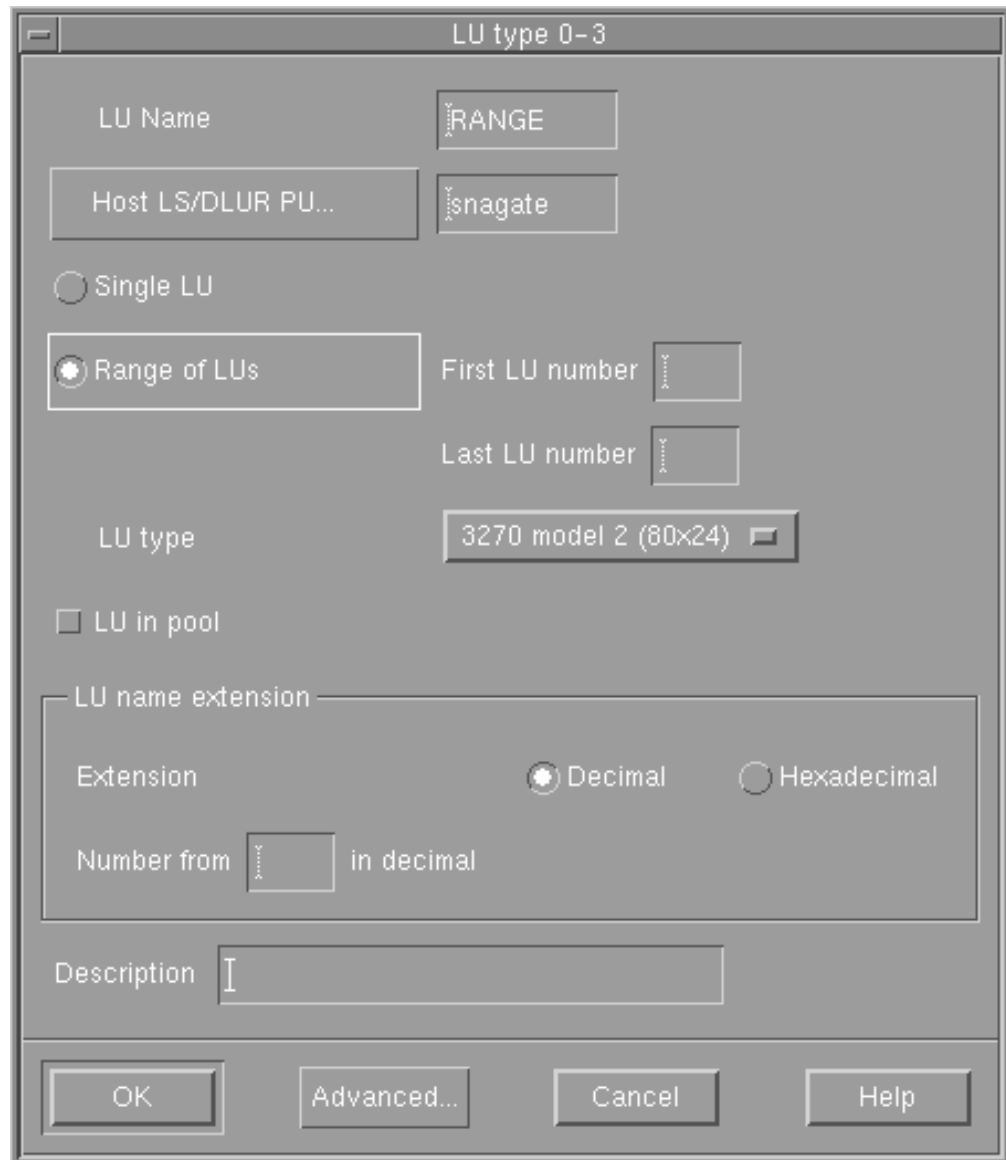 LU type 0-3
LU Name RANGE
Host LS/DLUR PU... snagate
Single LU
Range of LUs First LU number
Last LU number
LU type 3270 model 2 (80x24)
LU in pool
LU name extension
Extension Decimal Hexadecimal
Number from in decimal
Description
OK Advanced... Cancel Help